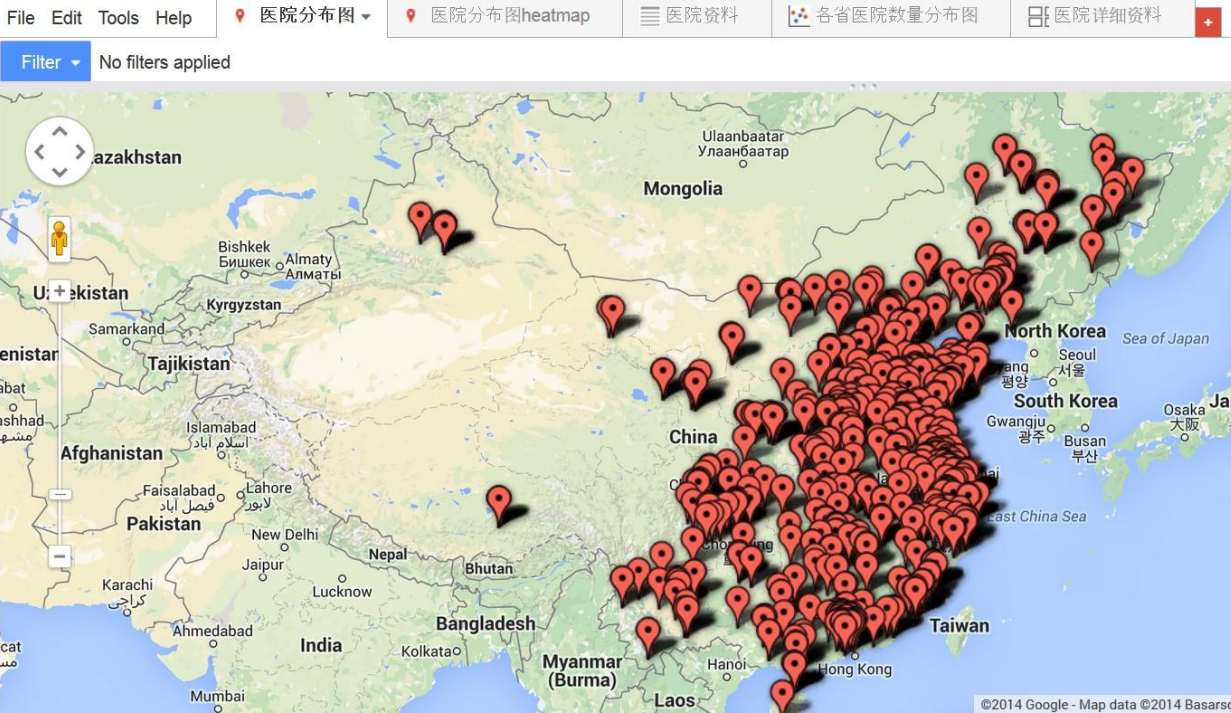 File Edit Tools Help 医院分布图 医院分布图heatmap 医院资料 各省医院数量分布图 医院详细资料
Filter No filters applied
Ulaanbaatar
Улаанбаатар
azakhstan
Mongolia
Bishkek
Бишкек
Almaty
Алматы
Uzbekistan
Kyrgyzstan
Samarkand
North Korea
Sea of Japan
Tajikistan
Seoul
서울
평양
South Korea
Gwangju
광주
Busan
부산
Osaka
大阪
Ja
Islamabad
اسلام آباد
Afghanistan
China
Faisalabad
فیصل آباد
Lahore
لاہور
Pakistan
East China Sea
New Delhi
Nepal
Bhutan
Jaipur
Lucknow
Karachi
کراچی
Ahmedabad
Bangladesh
Taiwan
India
Kolkata
Myanmar
(Burma)
Hanoi
Hong Kong
Mumbai
Laos
©2014 Google - Map data ©2014 Basars